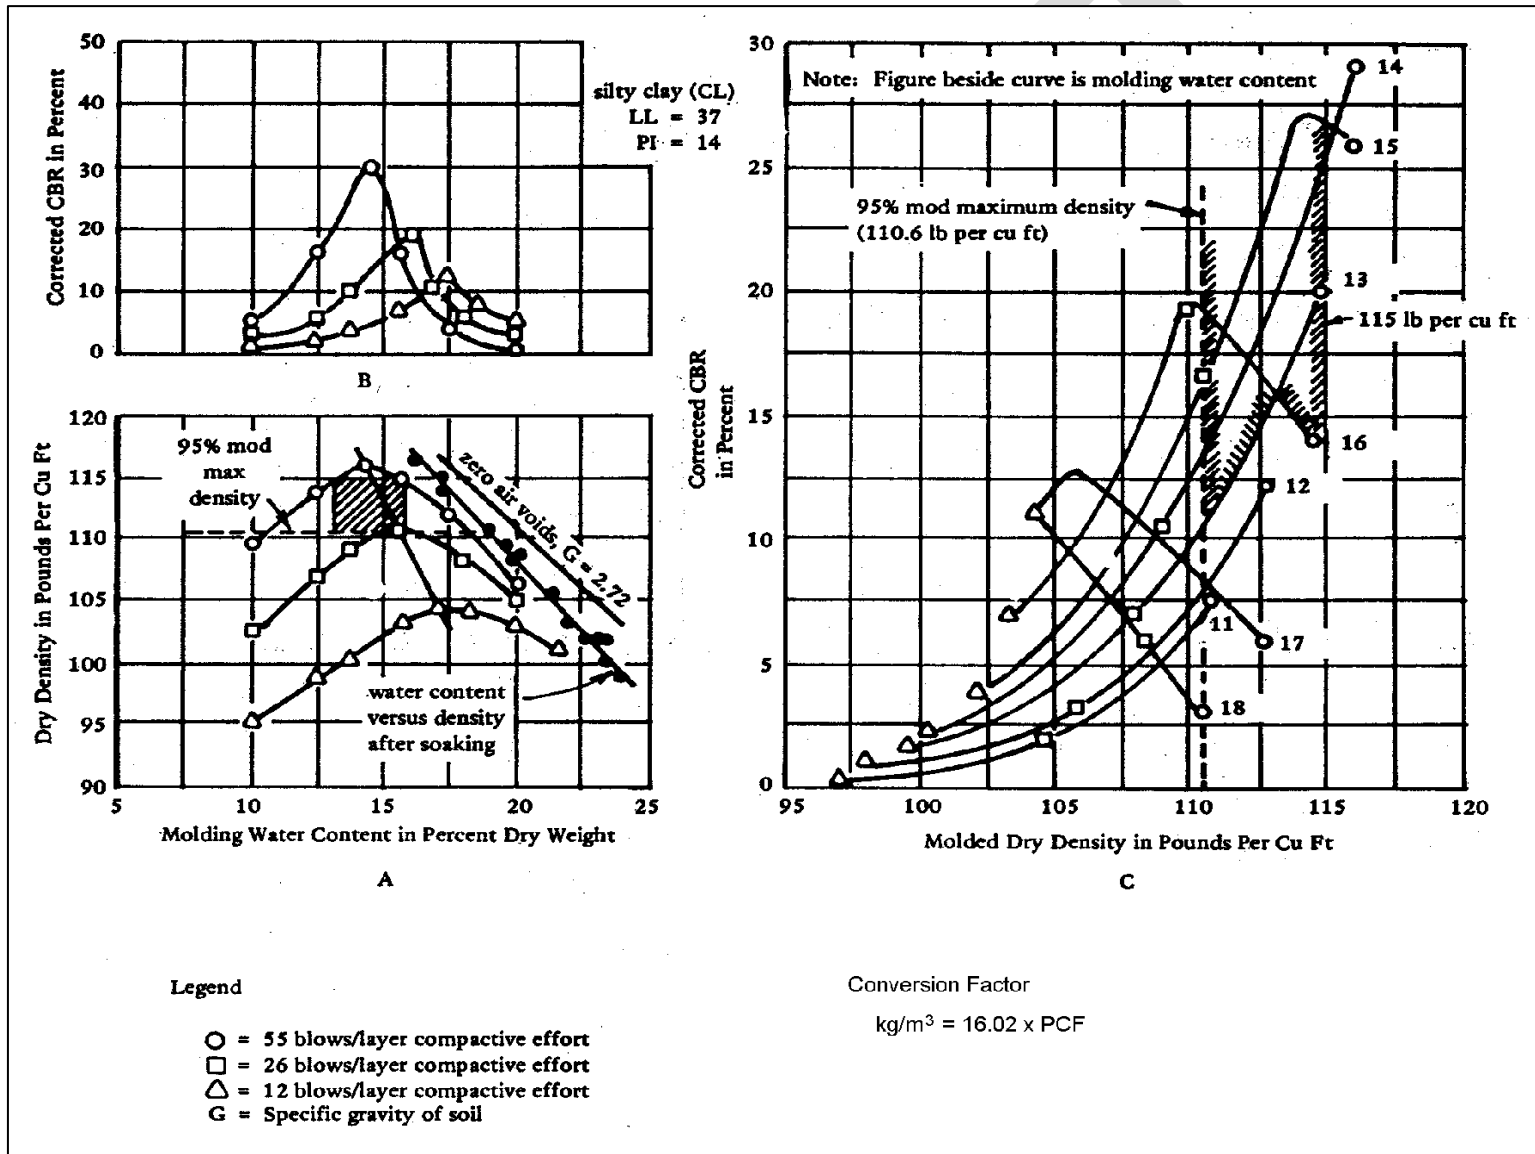 50
40
30
20
10
0
Corrected CBR in Percent
silty clay (CL)
LL = 37
PI = 14
B
120
115
110
105
100
95
90
Dry Density in Pounds Per Cu Ft
95% mod
max
density
zero air voids, G = 2.72
water content
versus density
after soaking
5
10
15
20
25
Molding Water Content in Percent Dry Weight
A
30
25
20
15
10
5
0
Corrected CBR
in Percent
Note: Figure beside curve is molding water content
95% mod maximum density
(110.6 lb per cu ft)
14
15
13
115 lb per cu ft
16
12
11
17
18
95
100
105
110
115
120
Molded Dry Density in Pounds Per Cu Ft
C
Legend
= 55 blows/layer compactive effort
= 26 blows/layer compactive effort
= 12 blows/layer compactive effort
G = Specific gravity of soil
Conversion Factor
kg/m³ = 16.02 x PCF